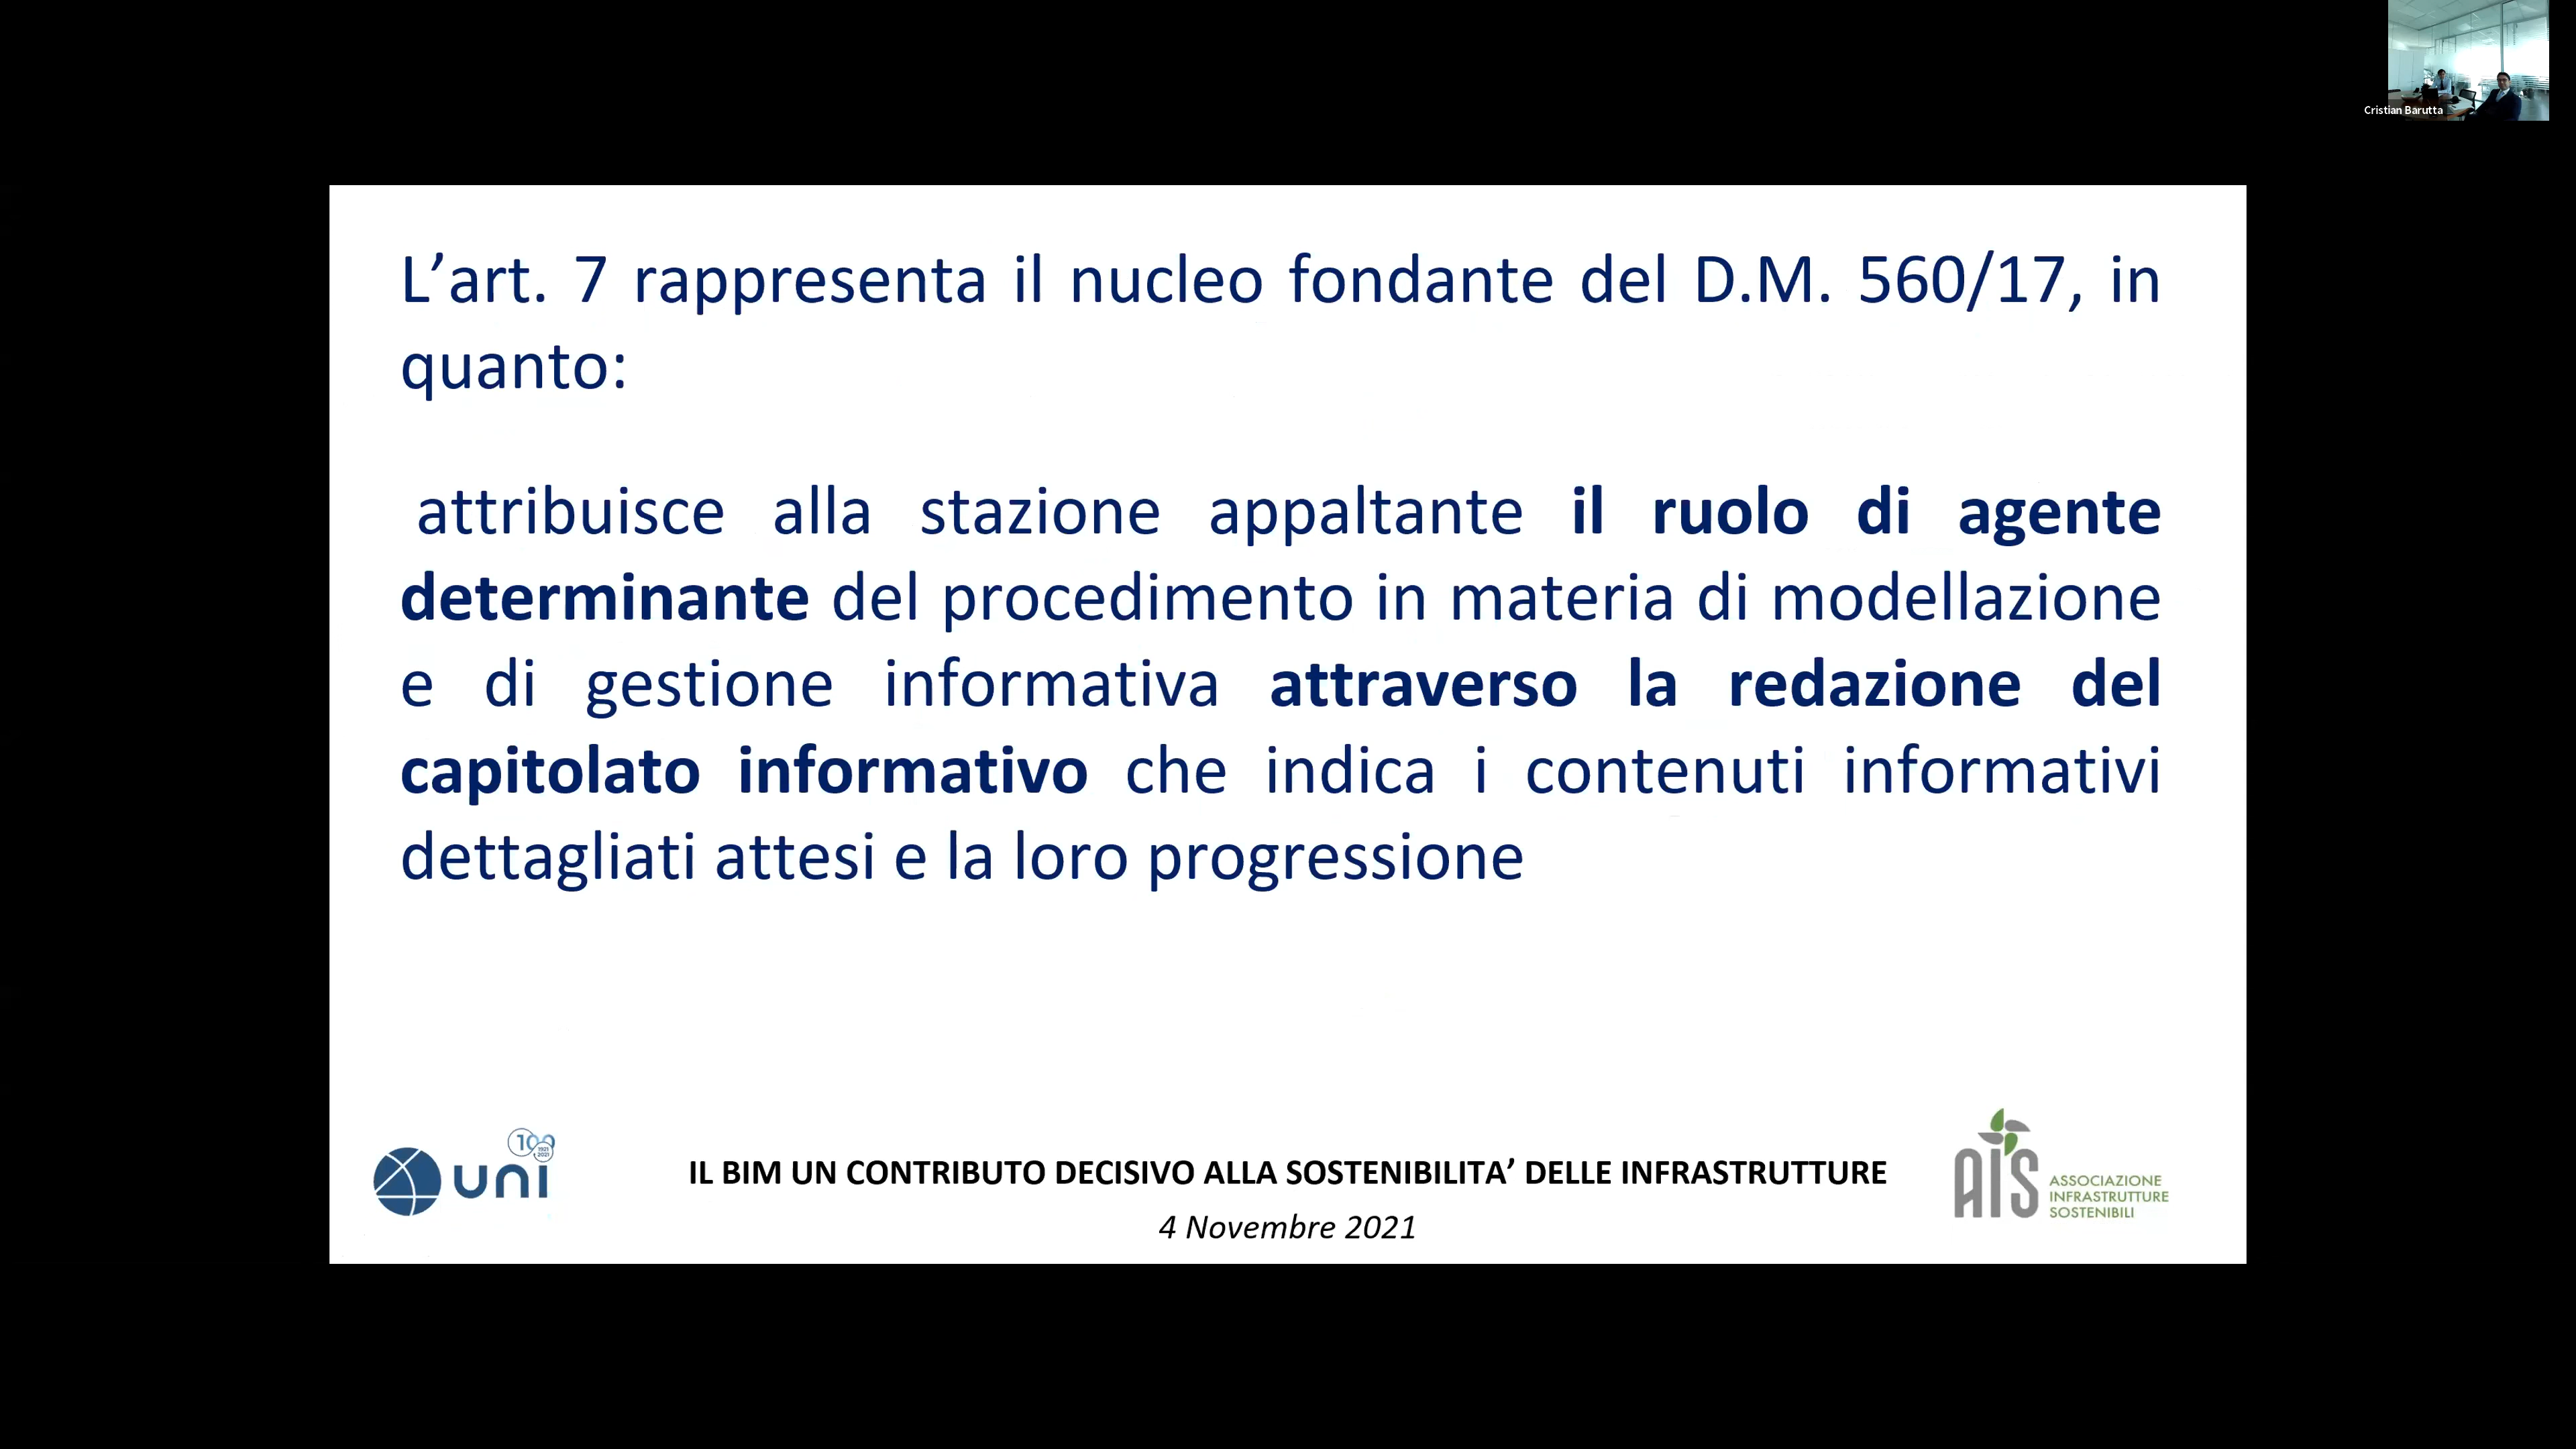 Cristian Barutta
L’art. 7 rappresenta il nucleo fondante del D.M. 560/17, in
quanto:
attribuisce alla stazione appaltante il ruolo di agente
determinante del procedimento in materia di modellazione
e di gestione informativa attraverso la redazione del
capitolato informativo che indica i contenuti informativi
dettagliati attesi e la loro progressione
100
1921
2021
uni
IL BIM UN CONTRIBUTO DECISIVO ALLA SOSTENIBILITA’ DELLE INFRASTRUTTURE
4 Novembre 2021
AIS
ASSOCIAZIONE
INFRASTRUTTURE
SOSTENIBILI